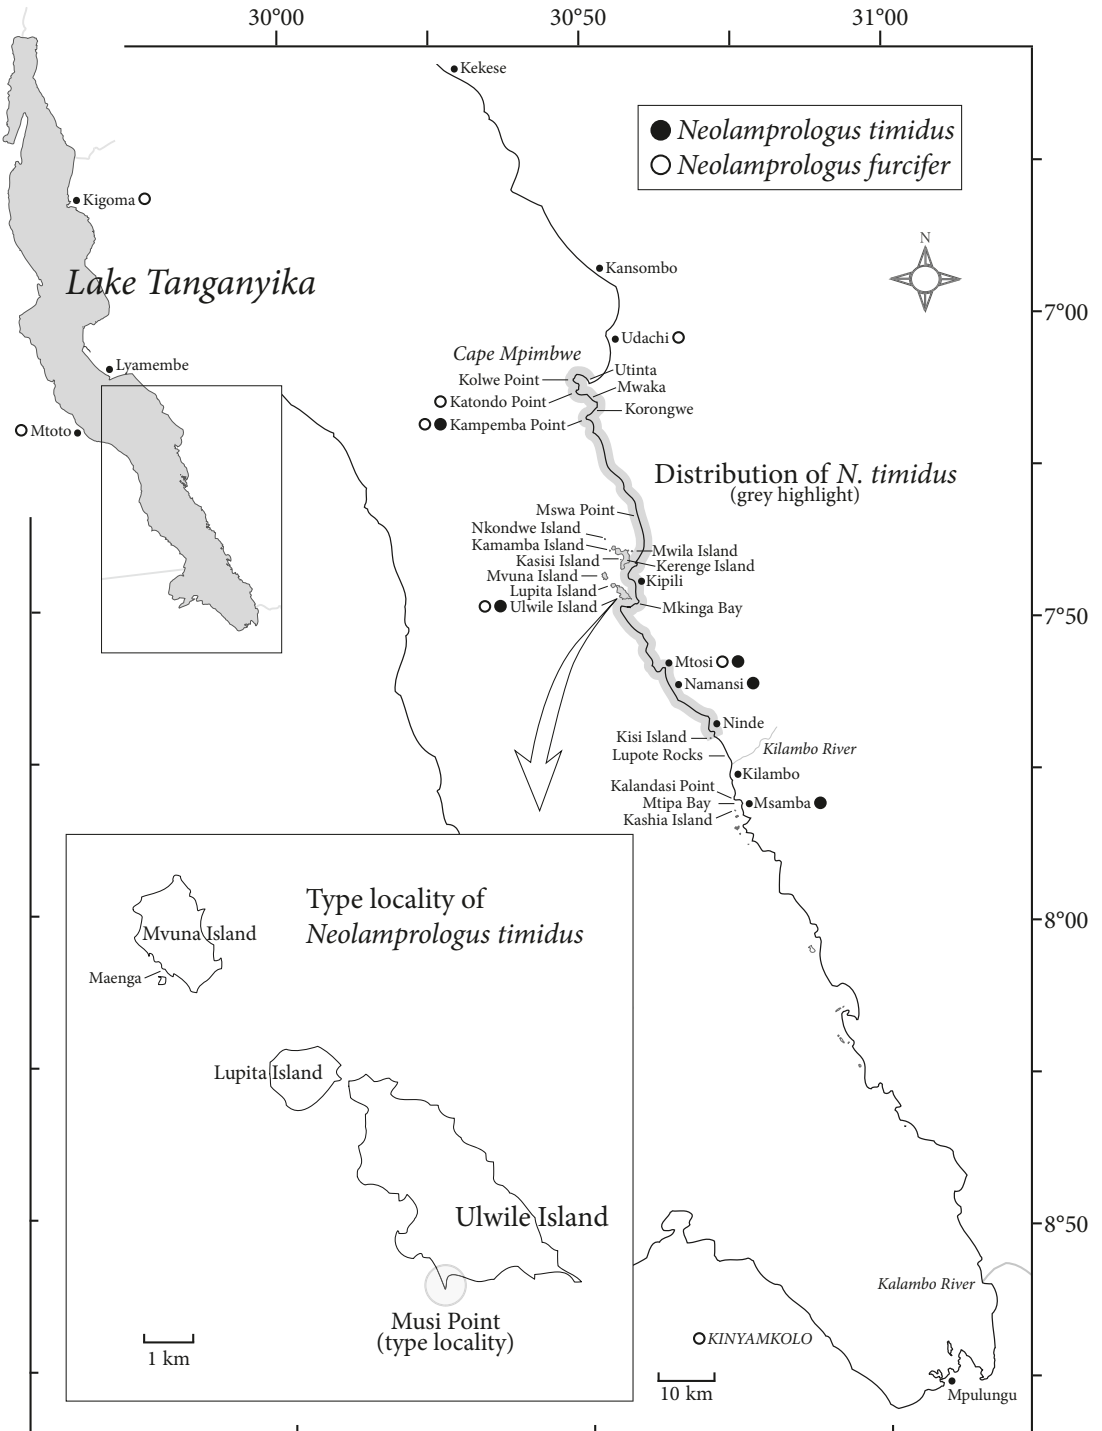 30°00
30°50
31°00
Kekese
Neolamprologus timidus
Neolamprologus furcifer
Kigoma
N
Kansombo
Lake Tanganyika
7°00
Udachi
Cape Mpimbwe
Lyamembe
Utinta
Kolwe Point
Mwaka
Katondo Point
Korongwe
Kampemba Point
Mtoto
Distribution of N. timidus
(grey highlight)
Mswa Point
Nkondwe Island
Kamamba Island
Mwila Island
Kasisi Island
Kerenge Island
Mvuna Island
Kipili
Lupita Island
Ulwile Island
Mkinga Bay
7°50
Mtosi
Namansi
Ninde
Kisi Island
Kilambo River
Lupote Rocks
Kilambo
Kalandasi Point
Mtipa Bay
Msamba
Kashia Island
Type locality of
Neolamprologus timidus
8°00
Mvuna Island
Maenga
Lupita Island
Ulwile Island
8°50
Kalambo River
Musi Point
(type locality)
KINYAMKOLO
1 km
10 km
Mpulungu